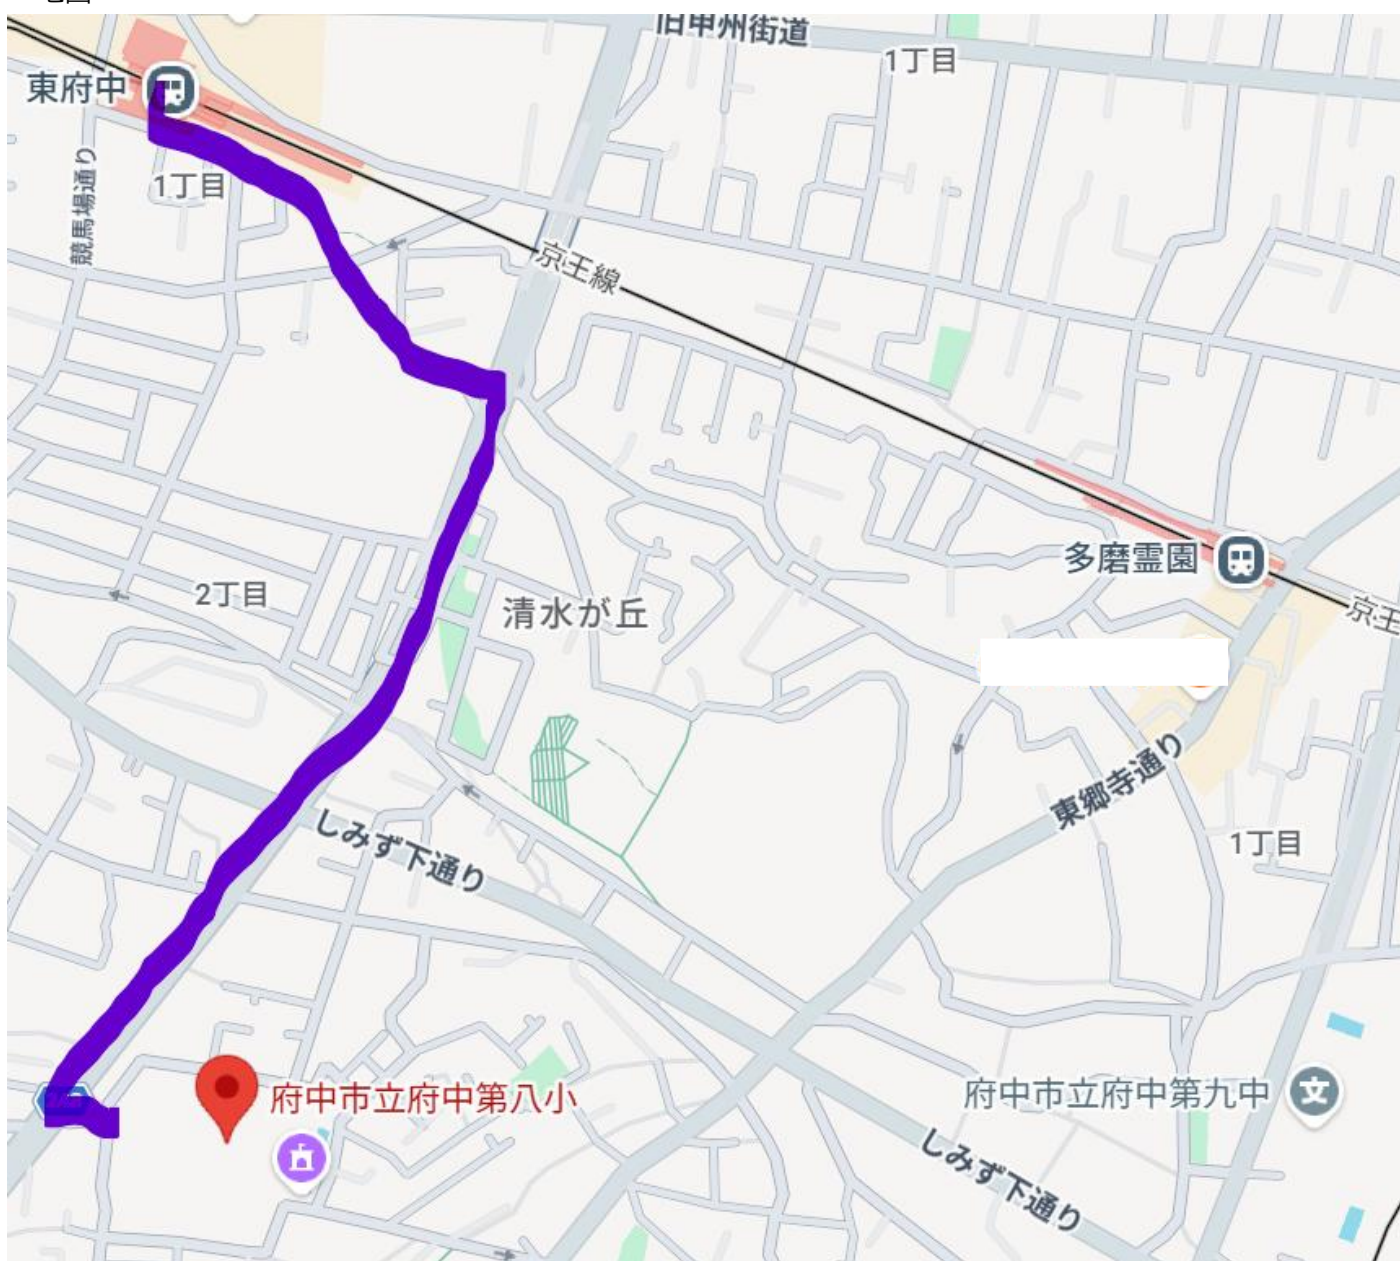 旧甲州街道
1丁目
東府中
競馬場通り
1丁目
京王線
多磨霊園
京王
2丁目
清水が丘
東郷寺通り
しみず下通り
1丁目
府中市立府中第八小
府中市立府中第九中
文
しみず下通り